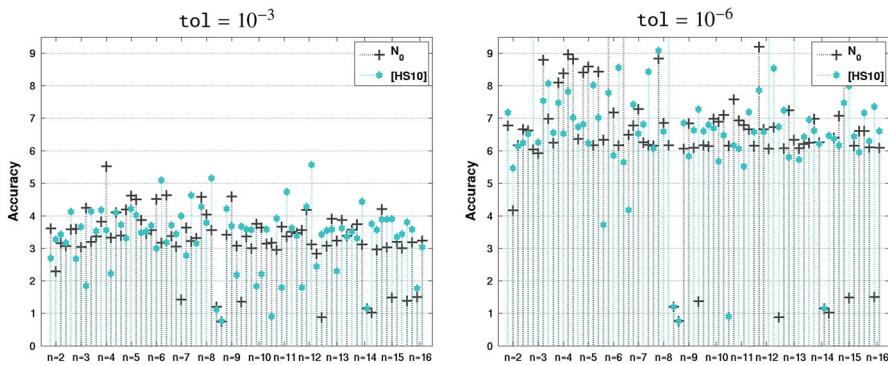 tol = 10⁻³
9
8
7
6
5
4
3
2
1
0
Accuracy
N₀
[HS10]
n=2 n=3 n=4 n=5 n=6 n=7 n=8 n=9 n=10 n=11 n=12 n=13 n=14 n=15 n=16
tol = 10⁻⁶
9
8
7
6
5
4
3
2
1
0
Accuracy
N₀
[HS10]
n=2 n=3 n=4 n=5 n=6 n=7 n=8 n=9 n=10 n=11 n=12 n=13 n=14 n=15 n=16